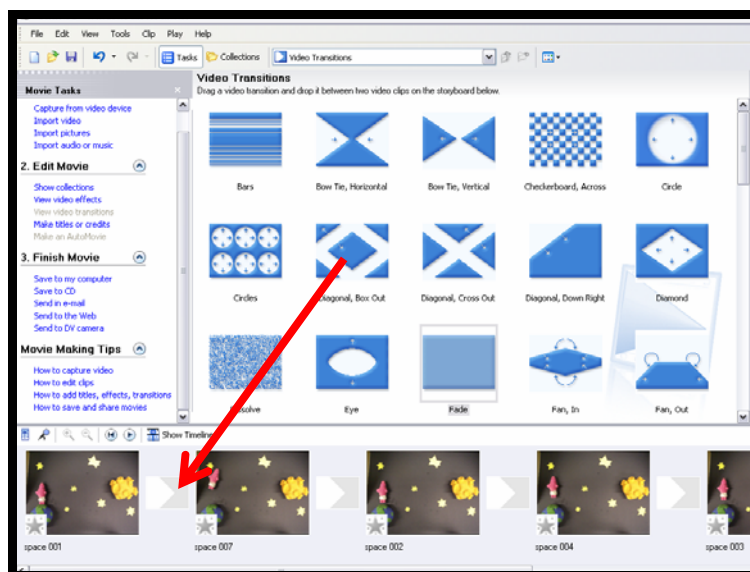 File Edit View Tools Clip Play Help
Tasks Collections Video Transitions
Movie Tasks
Capture from video device
Import video
Import pictures
Import audio or music
2. Edit Movie
Show collections
View video effects
View video transitions
Make titles or credits
Make an AutoMovie
3. Finish Movie
Save to my computer
Save to CD
Send in e-mail
Send to the Web
Send to DV camera
Movie Making Tips
How to capture video
How to edit clips
How to add titles, effects, transitions
How to save and share movies
Video Transitions
Drag a video transition and drop it between two video clips on the storyboard below.
Bars Bow Tie, Horizontal Bow Tie, Vertical Checkerboard, Across Circle
Circles Diagonal, Box Out Diagonal, Cross Out Diagonal, Down Right Diamond
Eye Fade Fan, In Fan, Out
Show Timeline
space 001 space 007 space 002 space 004 space 003